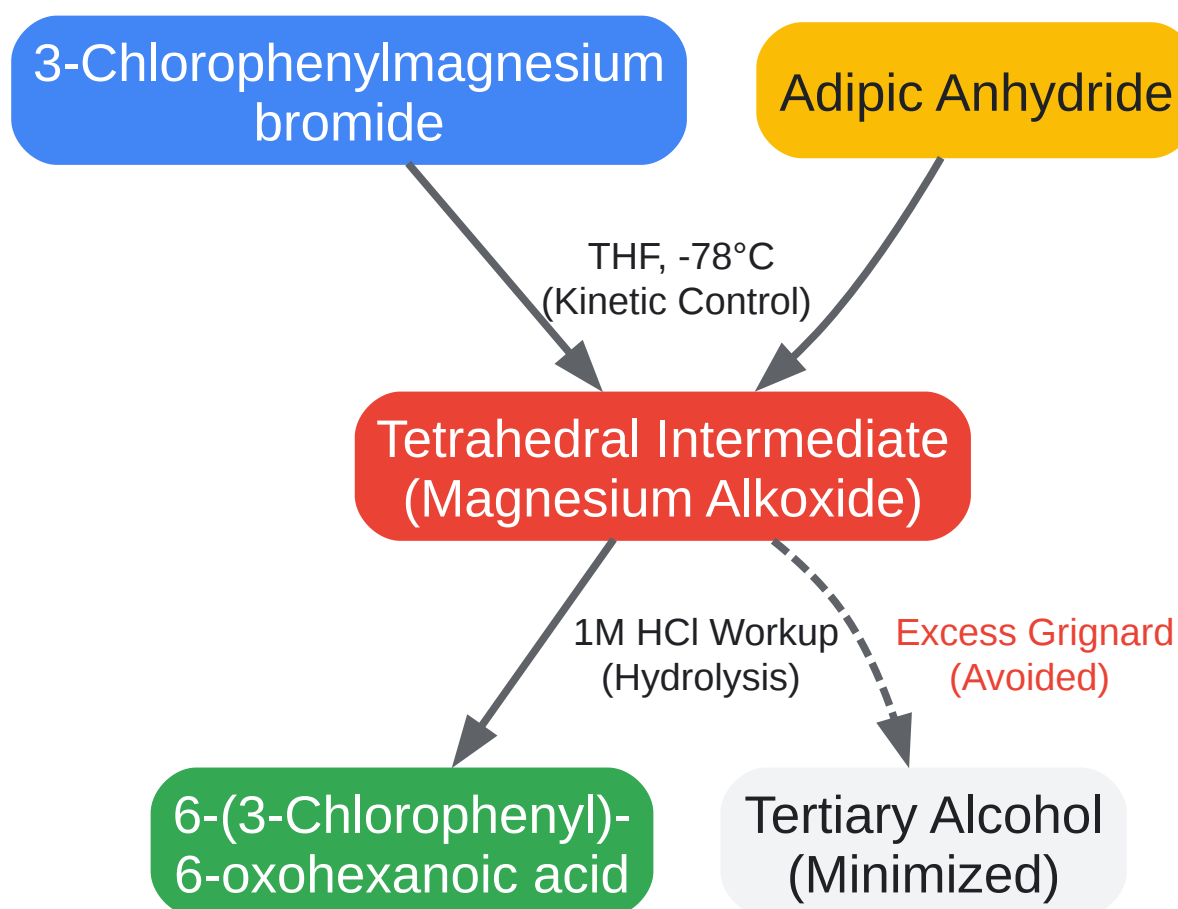 3-Chlorophenylmagnesium
bromide
Adipic Anhydride
THF, -78°C
(Kinetic Control)
Tetrahedral Intermediate
(Magnesium Alkoxide)
1M HCl Workup
(Hydrolysis)
Excess Grignard
(Avoided)
6-(3-Chlorophenyl)-
6-oxohexanoic acid
Tertiary Alcohol
(Minimized)